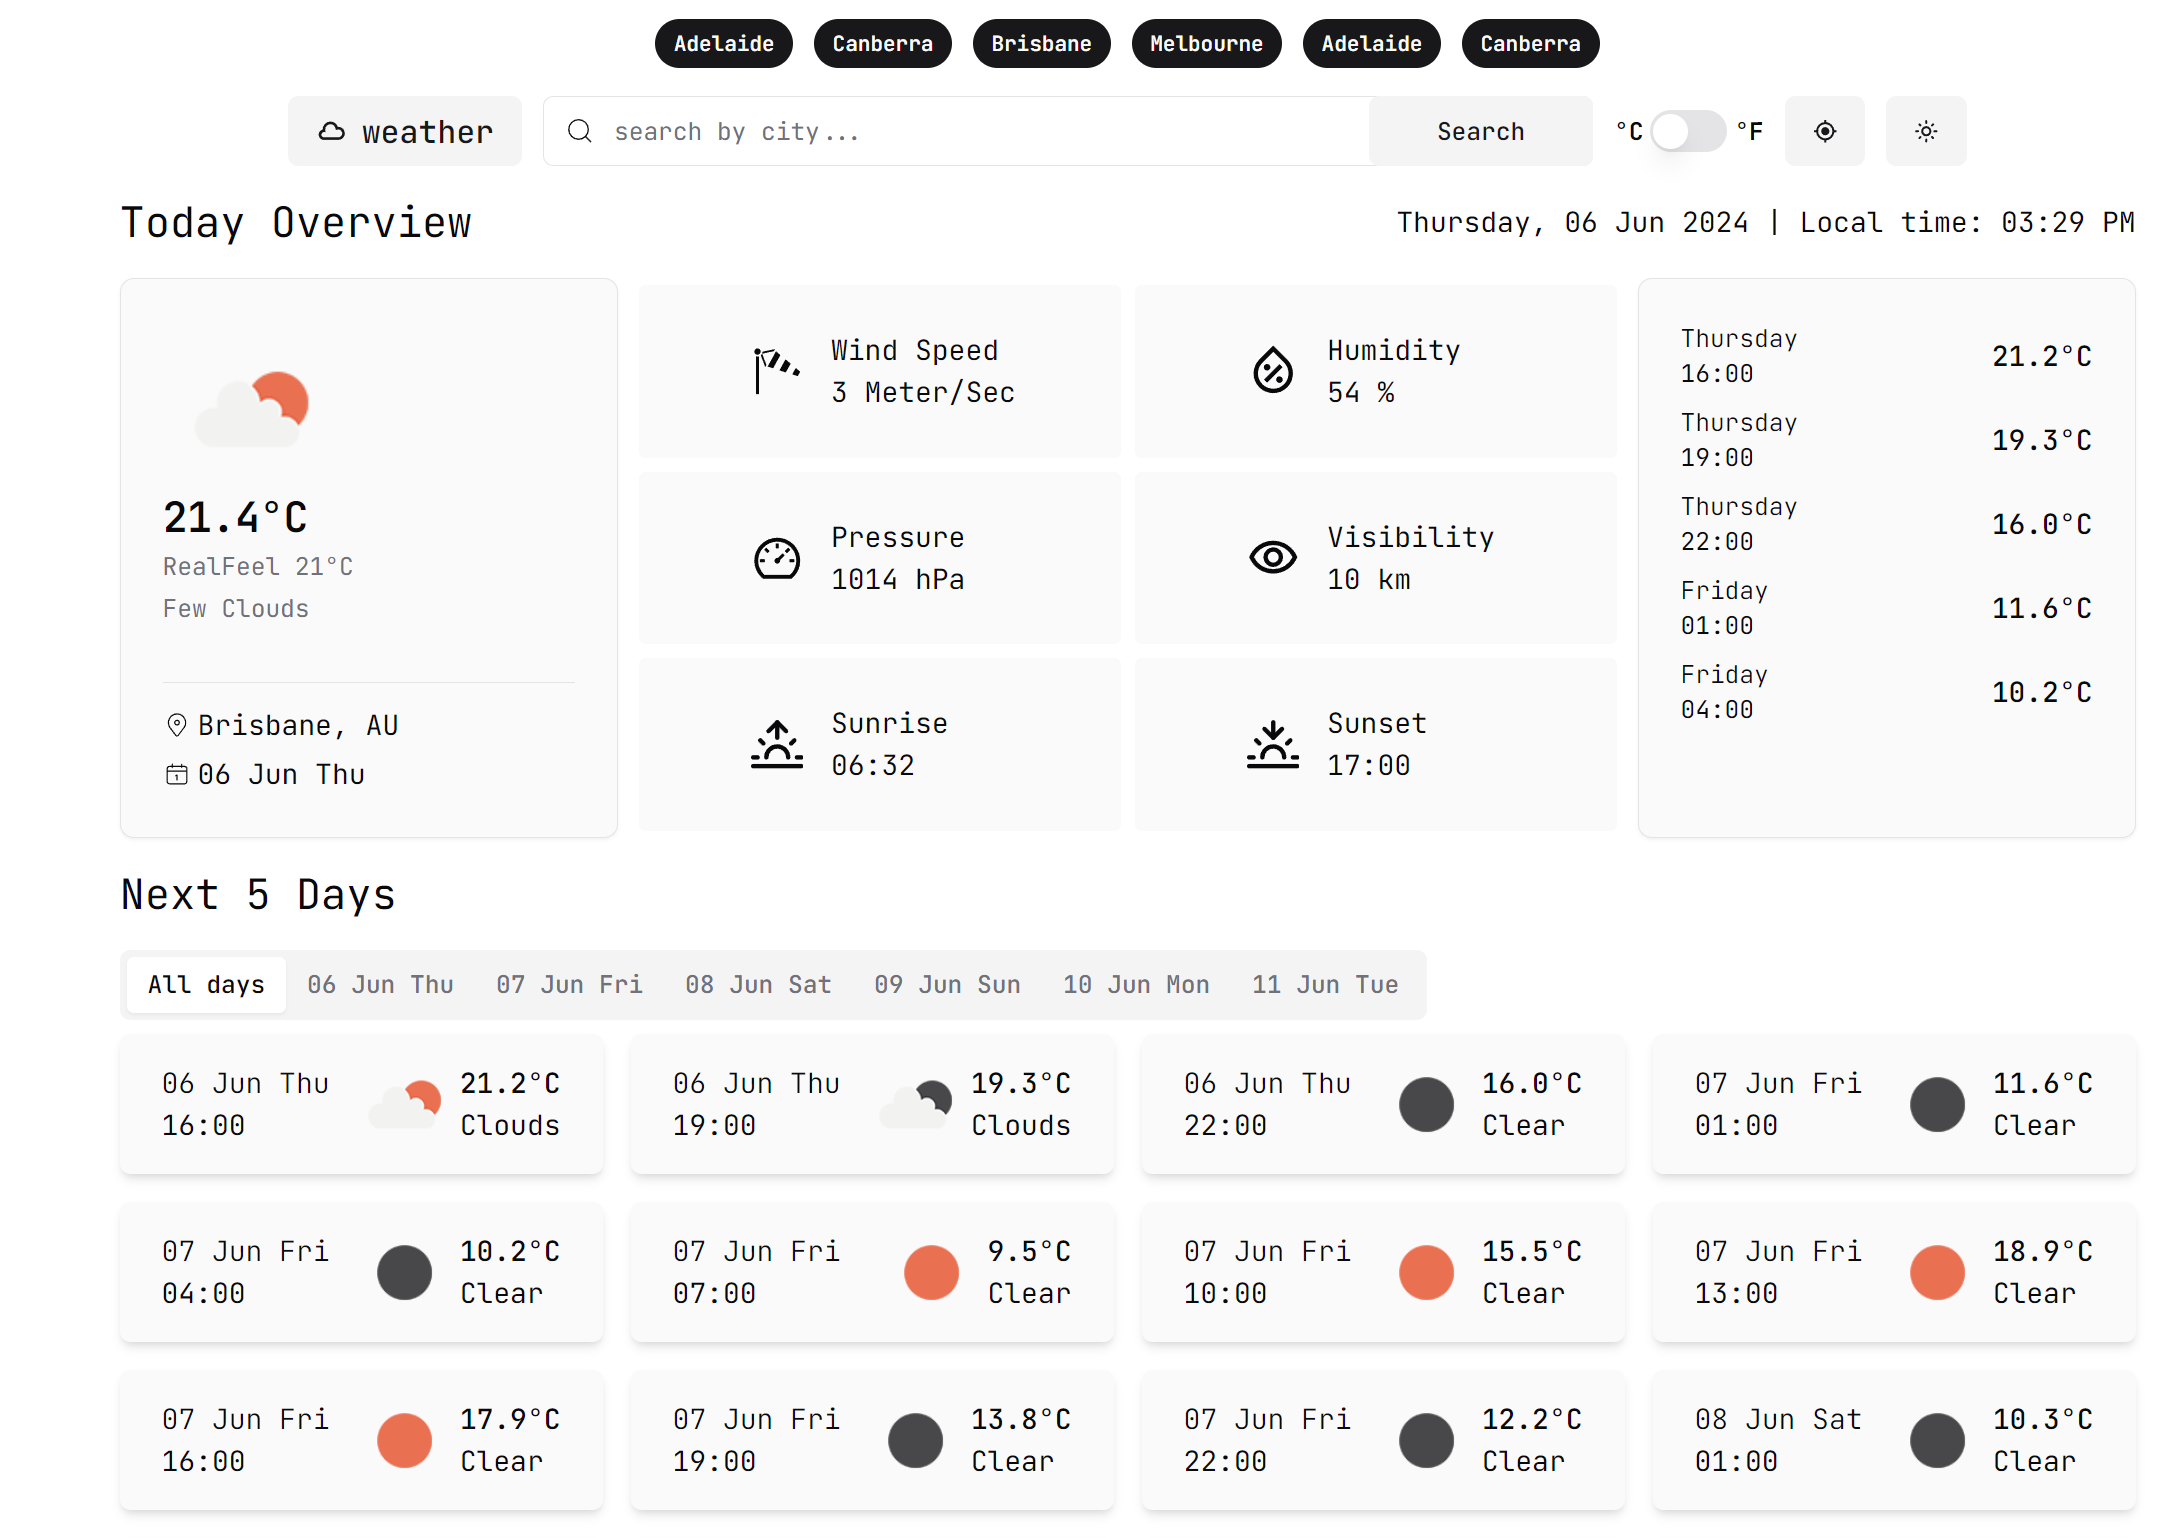 Adelaide Canberra Brisbane Melbourne Adelaide Canberra
weather
search by city...
Search
°C °F
Today Overview
Thursday, 06 Jun 2024 | Local time: 03:29 PM
21.4°C
RealFeel 21°C
Few Clouds
Brisbane, AU
06 Jun Thu
Wind Speed
3 Meter/Sec
Humidity
54 %
Pressure
1014 hPa
Visibility
10 km
Sunrise
06:32
Sunset
17:00
Thursday
16:00
21.2°C
Thursday
19:00
19.3°C
Thursday
22:00
16.0°C
Friday
01:00
11.6°C
Friday
04:00
10.2°C
Next 5 Days
All days 06 Jun Thu 07 Jun Fri 08 Jun Sat 09 Jun Sun 10 Jun Mon 11 Jun Tue
06 Jun Thu
16:00
21.2°C
Clouds
06 Jun Thu
19:00
19.3°C
Clouds
06 Jun Thu
22:00
16.0°C
Clear
07 Jun Fri
01:00
11.6°C
Clear
07 Jun Fri
04:00
10.2°C
Clear
07 Jun Fri
07:00
9.5°C
Clear
07 Jun Fri
10:00
15.5°C
Clear
07 Jun Fri
13:00
18.9°C
Clear
07 Jun Fri
16:00
17.9°C
Clear
07 Jun Fri
19:00
13.8°C
Clear
07 Jun Fri
22:00
12.2°C
Clear
08 Jun Sat
01:00
10.3°C
Clear